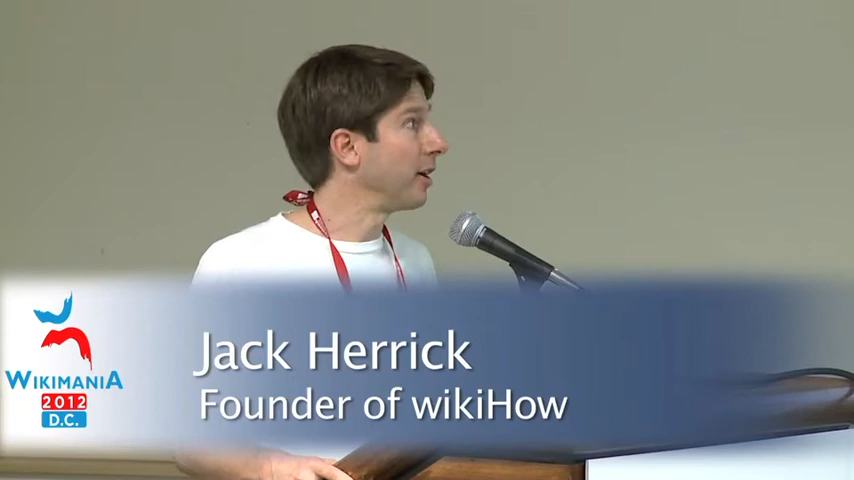 Jack Herrick
Founder of wikiHow
WIKIMANIA
2012
D.C.